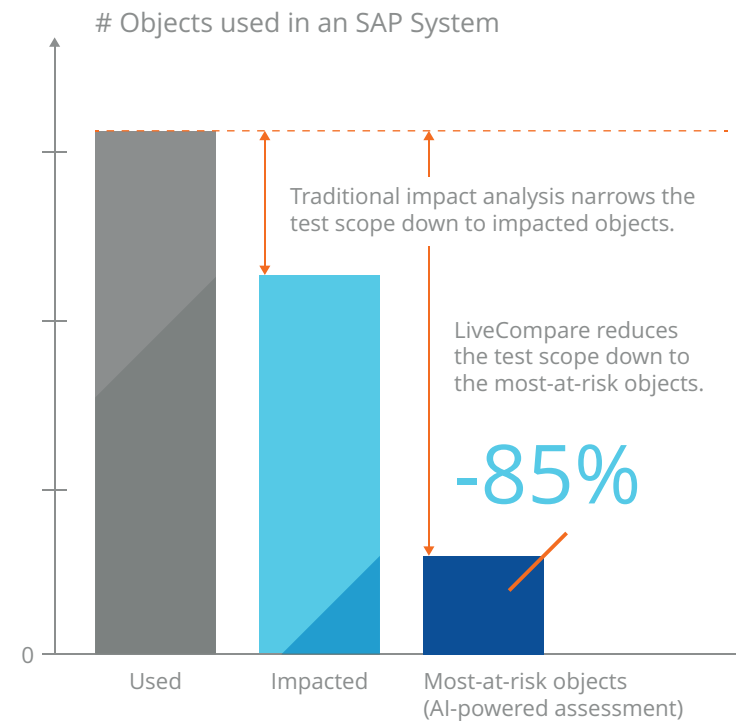 # Objects used in an SAP System
Traditional impact analysis narrows the
test scope down to impacted objects.
LiveCompare reduces
the test scope down to
the most-at-risk objects.
-85%
0
Used
Impacted
Most-at-risk objects
(AI-powered assessment)